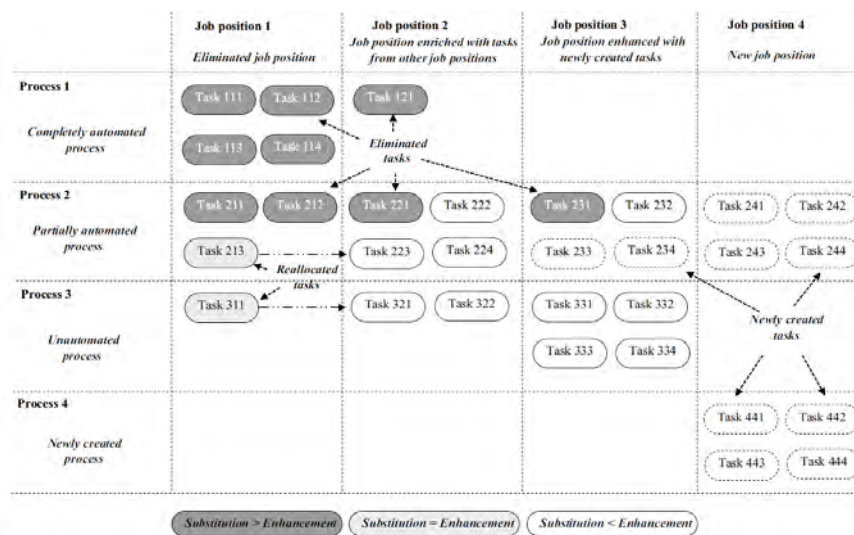 Job position 1
Eliminated job position
Job position 2
Job position enriched with tasks
from other job positions
Job position 3
Job position enhanced with
newly created tasks
Job position 4
New job position
Process 1
Completely automated
process
Task 111 Task 112 Task 121
Task 113 Task 114
Eliminated
tasks
Process 2
Partially automated
process
Task 211 Task 212 Task 221 Task 222 Task 231 Task 232 Task 241 Task 242
Task 213 Task 223 Task 224 Task 233 Task 234 Task 243 Task 244
Reallocated
tasks
Process 3
Unautomated
process
Task 311 Task 321 Task 322 Task 331 Task 332
Task 333 Task 334
Newly created
tasks
Process 4
Newly created
process
Task 441 Task 442
Task 443 Task 444
Substitution > Enhancement
Substitution = Enhancement
Substitution < Enhancement